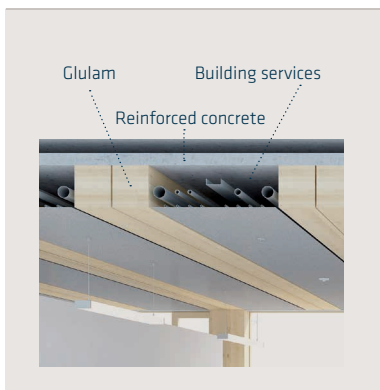 Glulam
Building services
Reinforced concrete